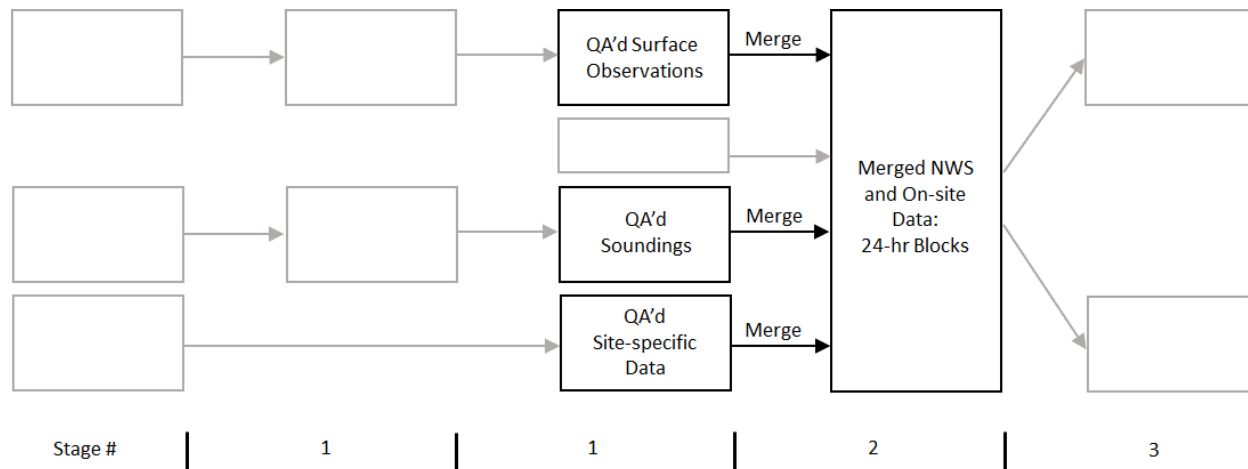 QA'd Surface
Observations
Merge
QA'd
Soundings
Merge
QA'd
Site-specific
Data
Merge
Merged NWS
and On-site
Data:
24-hr Blocks
Stage #
1
1
2
3